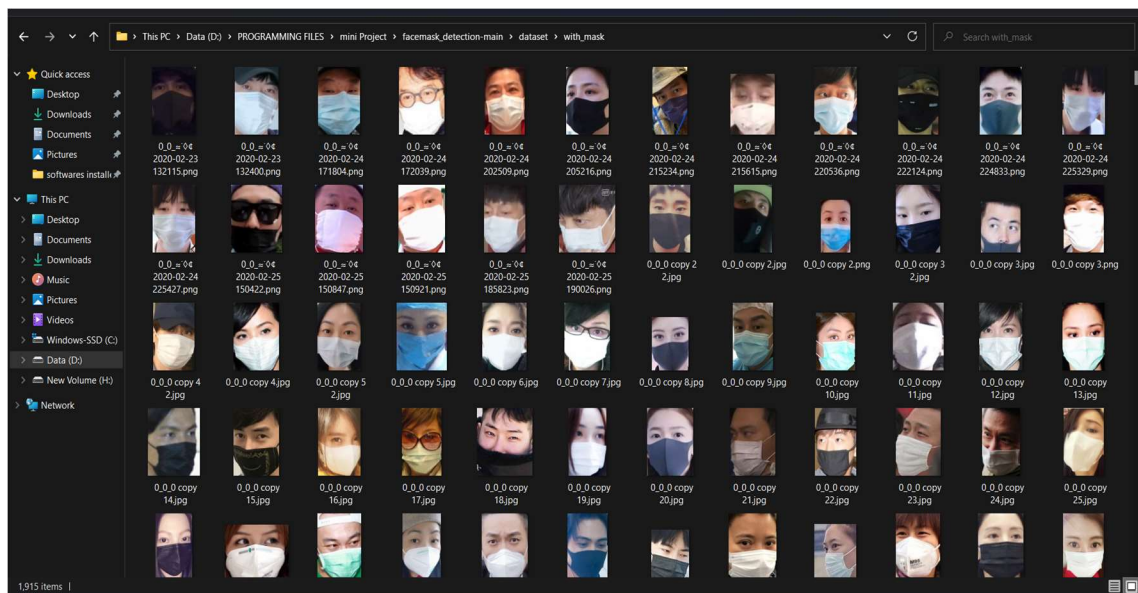 This PC > Data (D:) > PROGRAMMING FILES > mini Project > facemask_detection-main > dataset > with_mask
Search with_mask
Quick access
Desktop
Downloads
Documents
Pictures
softwares install
This PC
Desktop
Documents
Downloads
Music
Pictures
Videos
Windows-SSD (C:)
Data (D:)
New Volume (H:)
Network
2020-02-23
132115.png
2020-02-23
132400.png
2020-02-24
171804.png
2020-02-24
172039.png
2020-02-24
202509.png
2020-02-24
205216.png
2020-02-24
215234.png
2020-02-24
215615.png
2020-02-24
220536.png
2020-02-24
222124.png
2020-02-24
224833.png
2020-02-24
225329.png
2020-02-24
225427.png
2020-02-25
150422.png
2020-02-25
150847.png
2020-02-25
150921.png
2020-02-25
185823.png
2020-02-25
190026.png
0_0_0 copy 2
2.jpg
0_0_0 copy 2.jpg
0_0_0 copy 2.png
0_0_0 copy 3
2.jpg
0_0_0 copy 3.jpg
0_0_0 copy 3.png
0_0_0 copy 4
2.jpg
0_0_0 copy 4.jpg
0_0_0 copy 5
2.jpg
0_0_0 copy 5.jpg
0_0_0 copy 6.jpg
0_0_0 copy 7.jpg
0_0_0 copy 8.jpg
0_0_0 copy 9.jpg
0_0_0 copy
10.jpg
0_0_0 copy
11.jpg
0_0_0 copy
12.jpg
0_0_0 copy
13.jpg
0_0_0 copy
14.jpg
0_0_0 copy
15.jpg
0_0_0 copy
16.jpg
0_0_0 copy
17.jpg
0_0_0 copy
18.jpg
0_0_0 copy
19.jpg
0_0_0 copy
20.jpg
0_0_0 copy
21.jpg
0_0_0 copy
22.jpg
0_0_0 copy
23.jpg
0_0_0 copy
24.jpg
0_0_0 copy
25.jpg
1,915 items